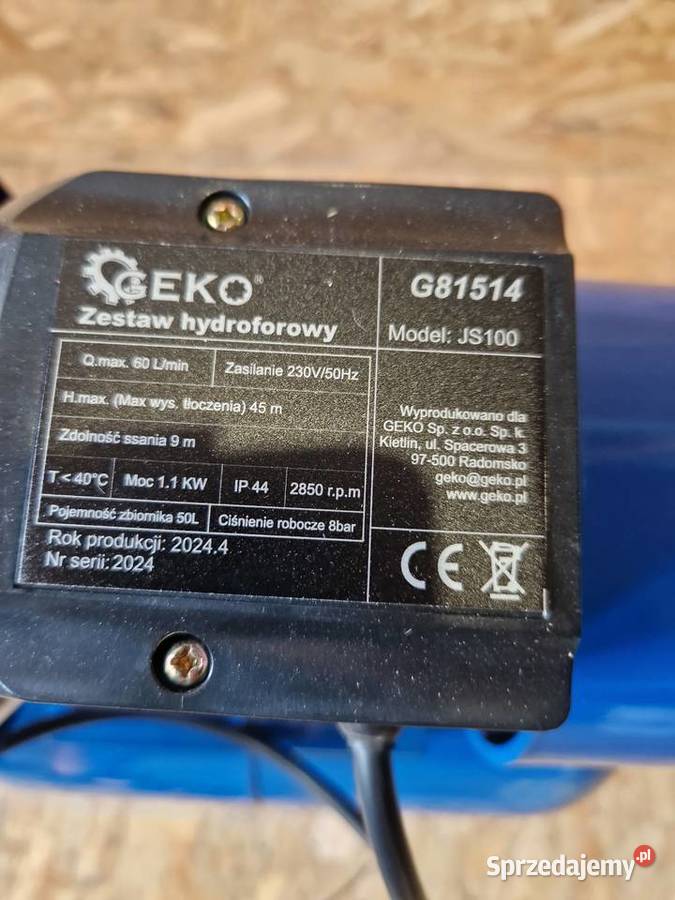 GEKO®
Zestaw hydroforowy
G81514
Model: JS100
Q.max. 60 L/min
Zasilanie 230V/50Hz
H.max. (Max wys. tłoczenia) 45 m
Zdolność ssania 9 m
T < 40°C
Moc 1.1 KW
IP 44
2850 r.p.m
Pojemność zbiornika 50L
Ciśnienie robocze 8bar
Rok produkcji: 2024.4
Nr serii: 2024
Wyprodukowano dla
GEKO Sp. z o.o. Sp. k.
Kietlin, ul. Spacerowa 3
97-500 Radomsko
geko@geko.pl
www.geko.pl
CE
Sprzedajemy.pl